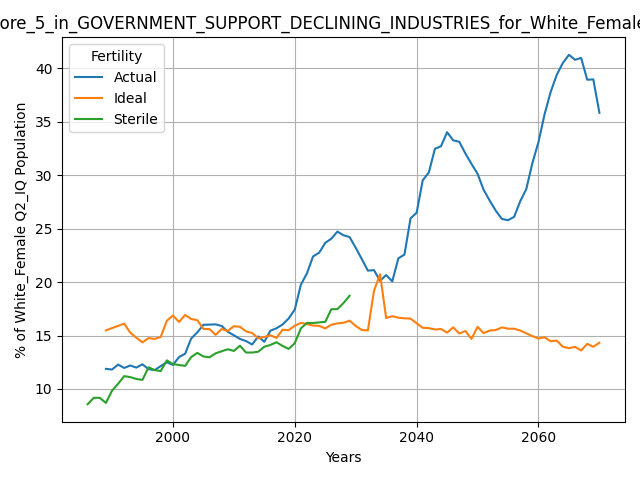 ore_5_in_GOVERNMENT_SUPPORT_DECLINING_INDUSTRIES_for_White_Female
Fertility
Actual
Ideal
Sterile
% of White_Female Q2_IQ Population
40
35
30
25
20
15
10
2000
2020
2040
2060
Years